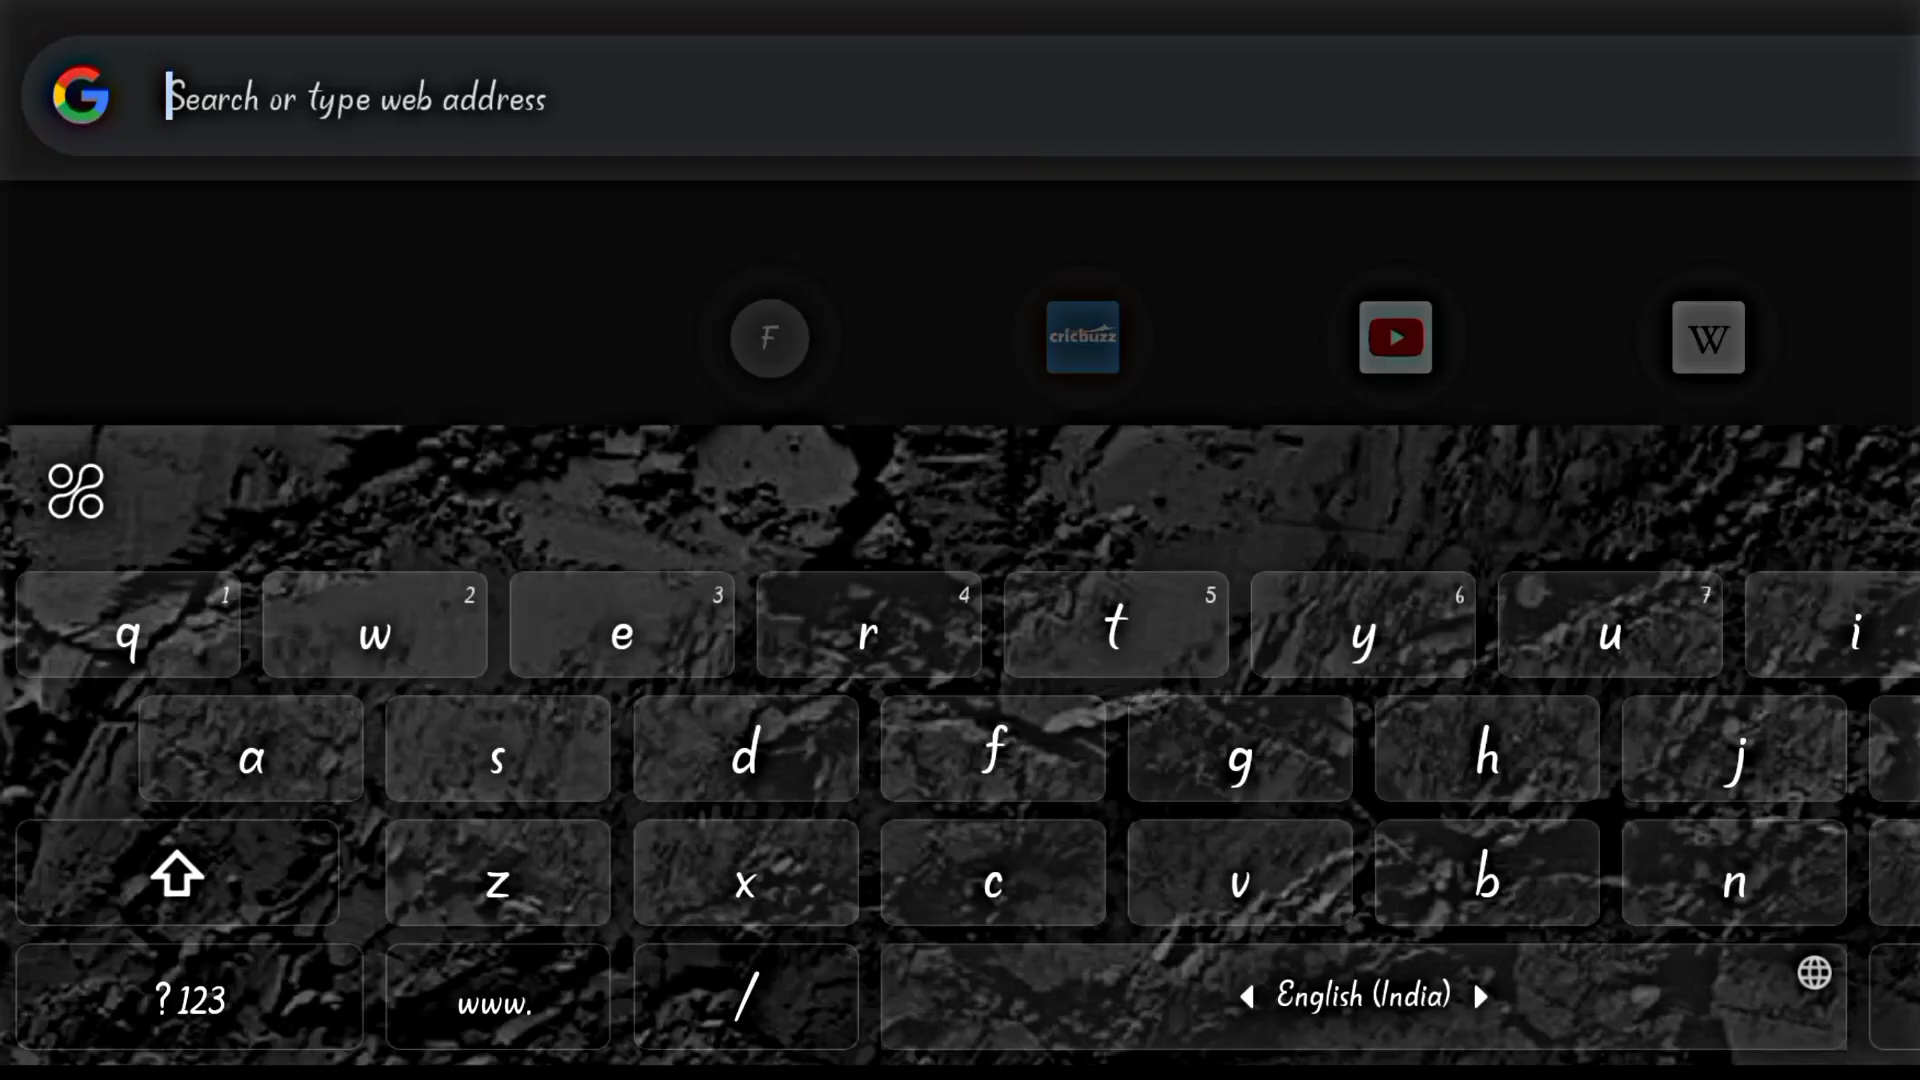 Search or type web address
F
cricbuzz
W
1 2 3 4 5 6 7
q w e r t y u i
a s d f g h j
z x c v b n
?123 www. / English (India)